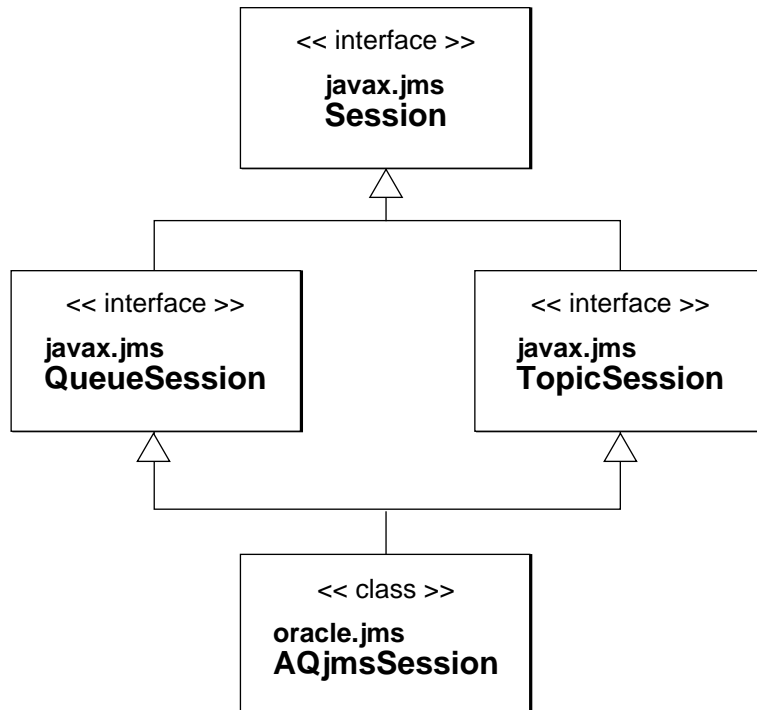 << interface >>
javax.jms
Session
<< interface >>
javax.jms
QueueSession
<< interface >>
javax.jms
TopicSession
<< class >>
oracle.jms
AQjmsSession